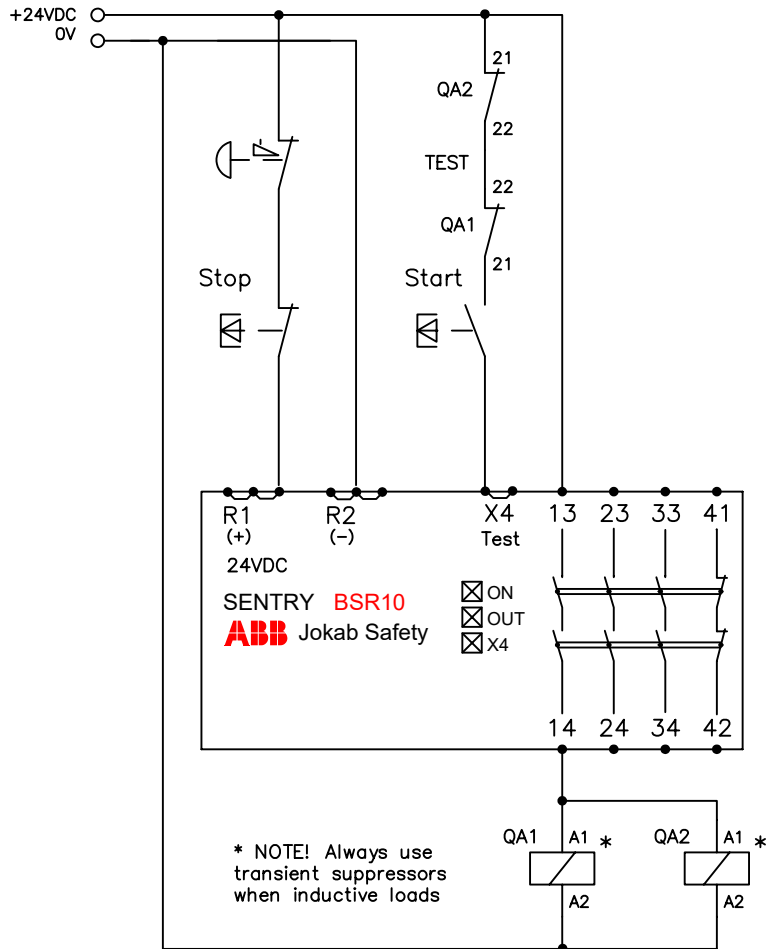 +24VDC
0V
21
QA2
22
TEST
22
QA1
21
Stop
Start
R1
(+)
R2
(-)
X4
Test
13
23
33
41
24VDC
SENTRY BSR10
ABB Jokab Safety
ON
OUT
X4
14
24
34
42
* NOTE! Always use
transient suppressors
when inductive loads
QA1
A1
*
A2
QA2
A1
*
A2